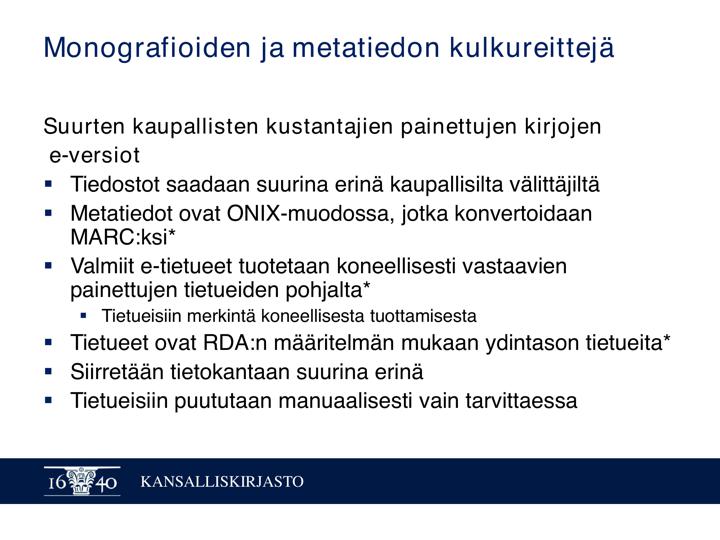 Monografioiden ja metatiedon kulkureittejä
Suurten kaupallisten kustantajien painettujen kirjojen
e-versiot
▪ Tiedostot saadaan suurina erinä kaupallisilta välittäjiltä
▪ Metatiedot ovat ONIX-muodossa, jotka konvertoidaan
MARC:ksi*
▪ Valmiit e-tietueet tuotetaan koneellisesti vastaavien
painettujen tietueiden pohjalta*
▪ Tietueisiin merkintä koneellisesta tuottamisesta
▪ Tietueet ovat RDA:n määritelmän mukaan ydintason tietueita*
▪ Siirretään tietokantaan suurina erinä
▪ Tietueisiin puututaan manuaalisesti vain tarvittaessa
16 40 KANSALLISKIRJASTO